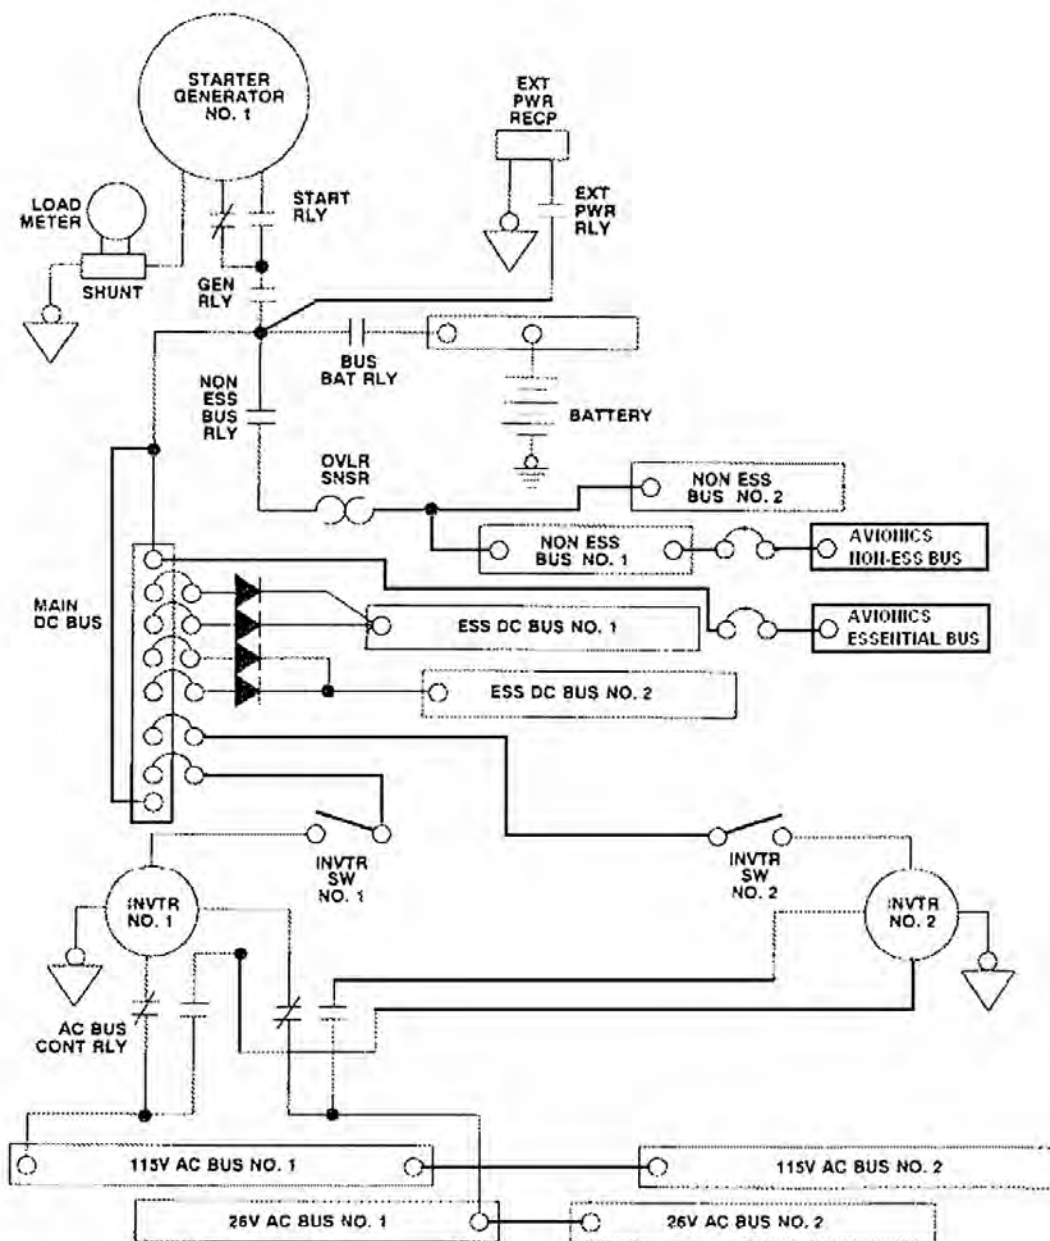 STARTER
GENERATOR
NO. 1
EXT
PWR
RECP
LOAD
METER
START
RLY
EXT
PWR
RLY
SHUNT
GEN
RLY
BUS
BAT RLY
NON
ESS
BUS
RLY
BATTERY
OVLR
SNSR
NON ESS
BUS NO. 2
NON ESS
BUS NO. 1
AVIONICS
NON-ESS BUS
MAIN
DC BUS
ESS DC BUS NO. 1
AVIONICS
ESSENTIAL BUS
ESS DC BUS NO. 2
INVTR
SW
NO. 1
INVTR
SW
NO. 2
INVTR
NO. 1
INVTR
NO. 2
AC BUS
CONT RLY
115V AC BUS NO. 1
115V AC BUS NO. 2
26V AC BUS NO. 1
26V AC BUS NO. 2